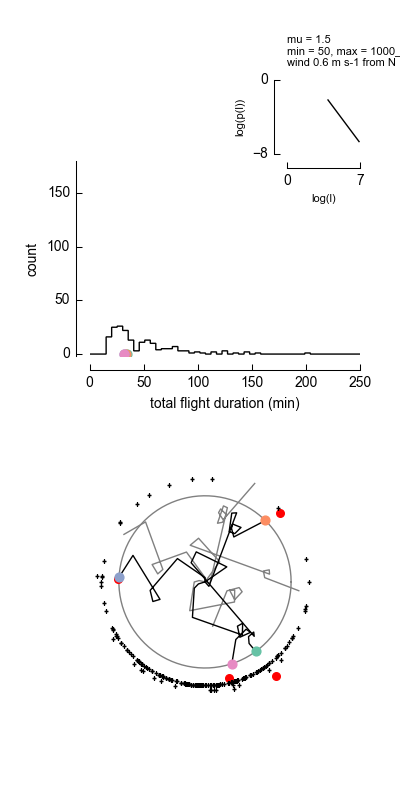 mu = 1.5
min = 50, max = 1000_
wind 0.6 m s-1 from N
0
log(p(l))
−8
0
7
log(l)
150
100
50
0
count
0
50
100
150
200
250
total flight duration (min)